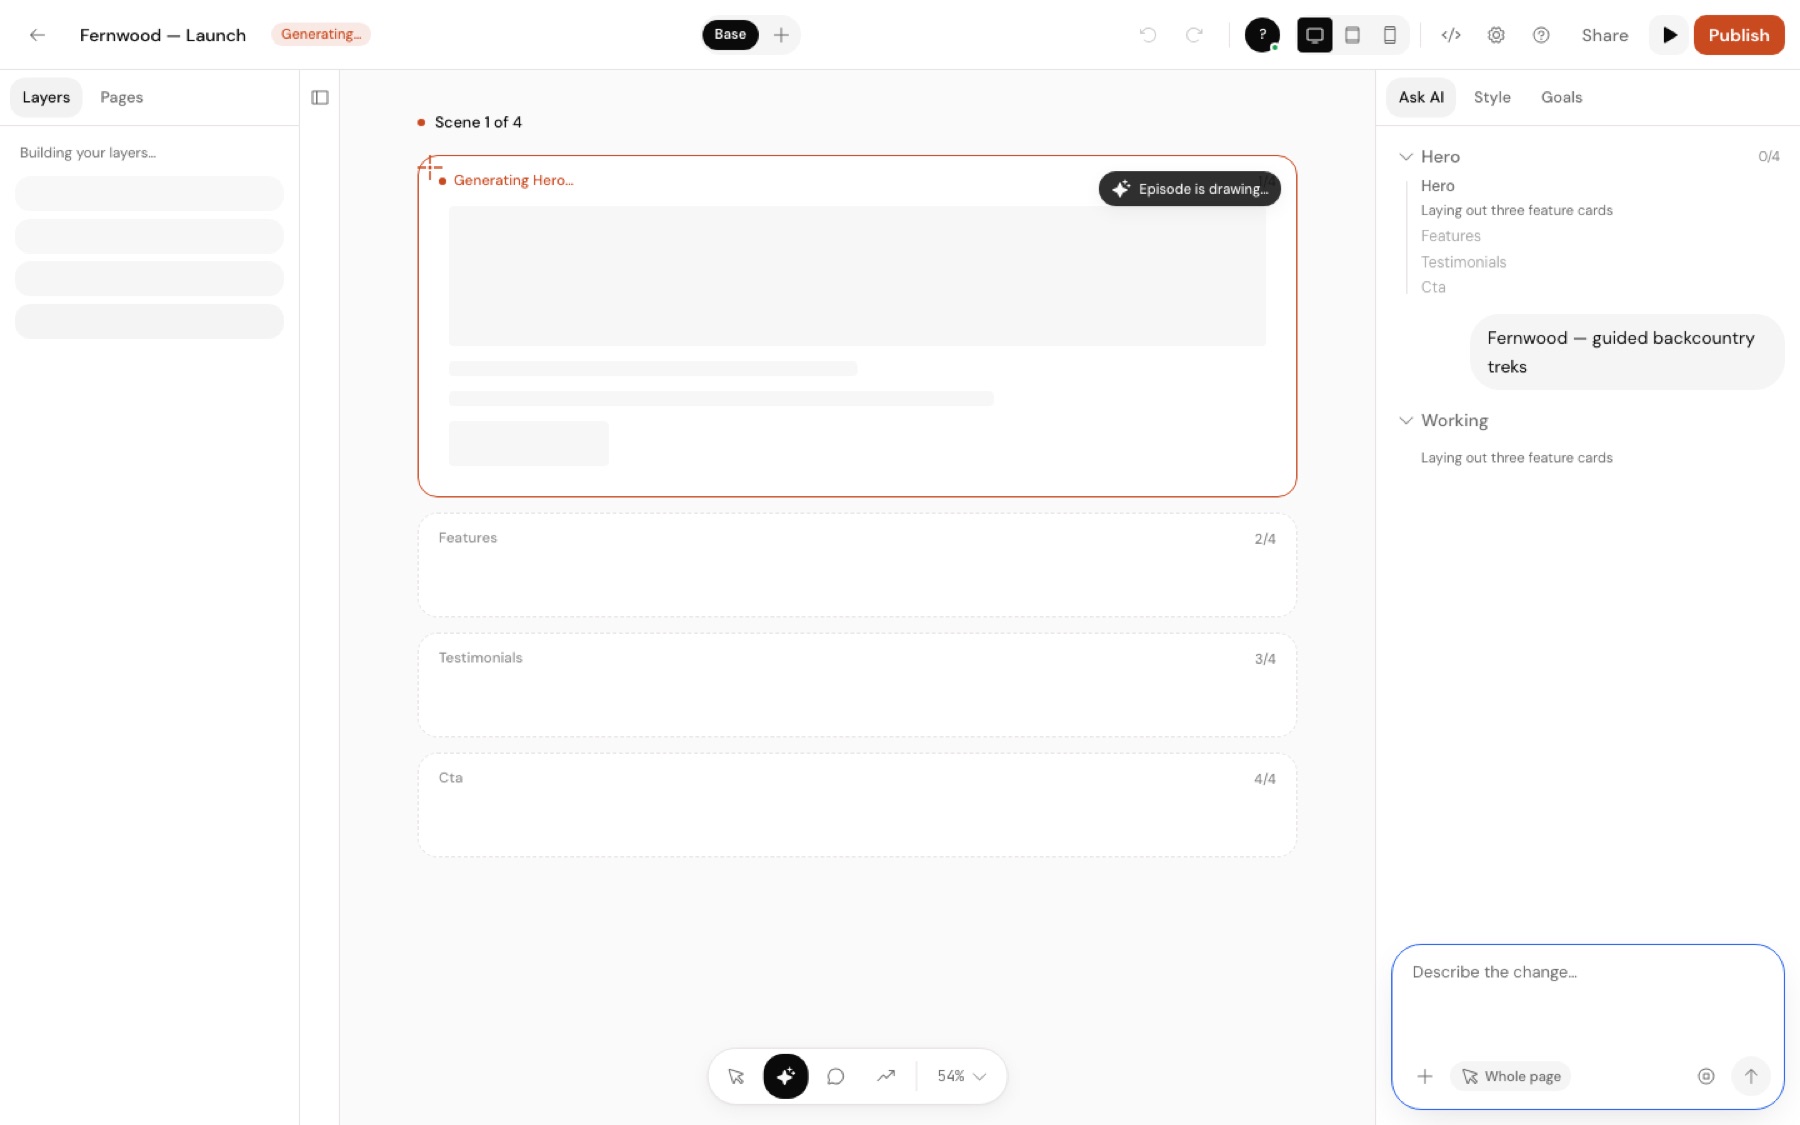 Fernwood — Launch
Generating...
Base
?
Share
Publish
Layers
Pages
Building your layers...
Scene 1 of 4
Generating Hero...
Episode is drawing...
Features
2/4
Testimonials
3/4
Cta
4/4
54%
Ask AI
Style
Goals
Hero
0/4
Hero
Laying out three feature cards
Features
Testimonials
Cta
Fernwood — guided backcountry
treks
Working
Laying out three feature cards
Describe the change...
Whole page